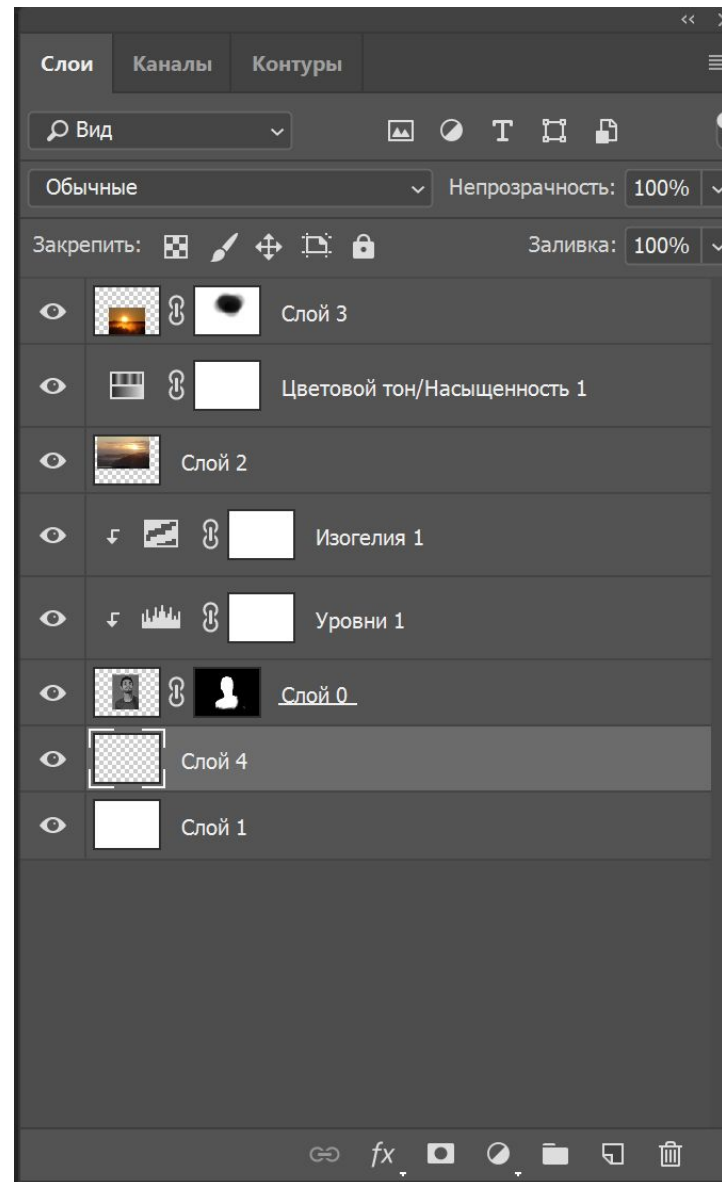 Слои Каналы Контуры
Вид
Обычные Непрозрачность: 100%
Закрепить: Заливка: 100%
Слой 3
Цветовой тон/Насыщенность 1
Слой 2
Изогелия 1
Уровни 1
Слой 0
Слой 4
Слой 1
fx